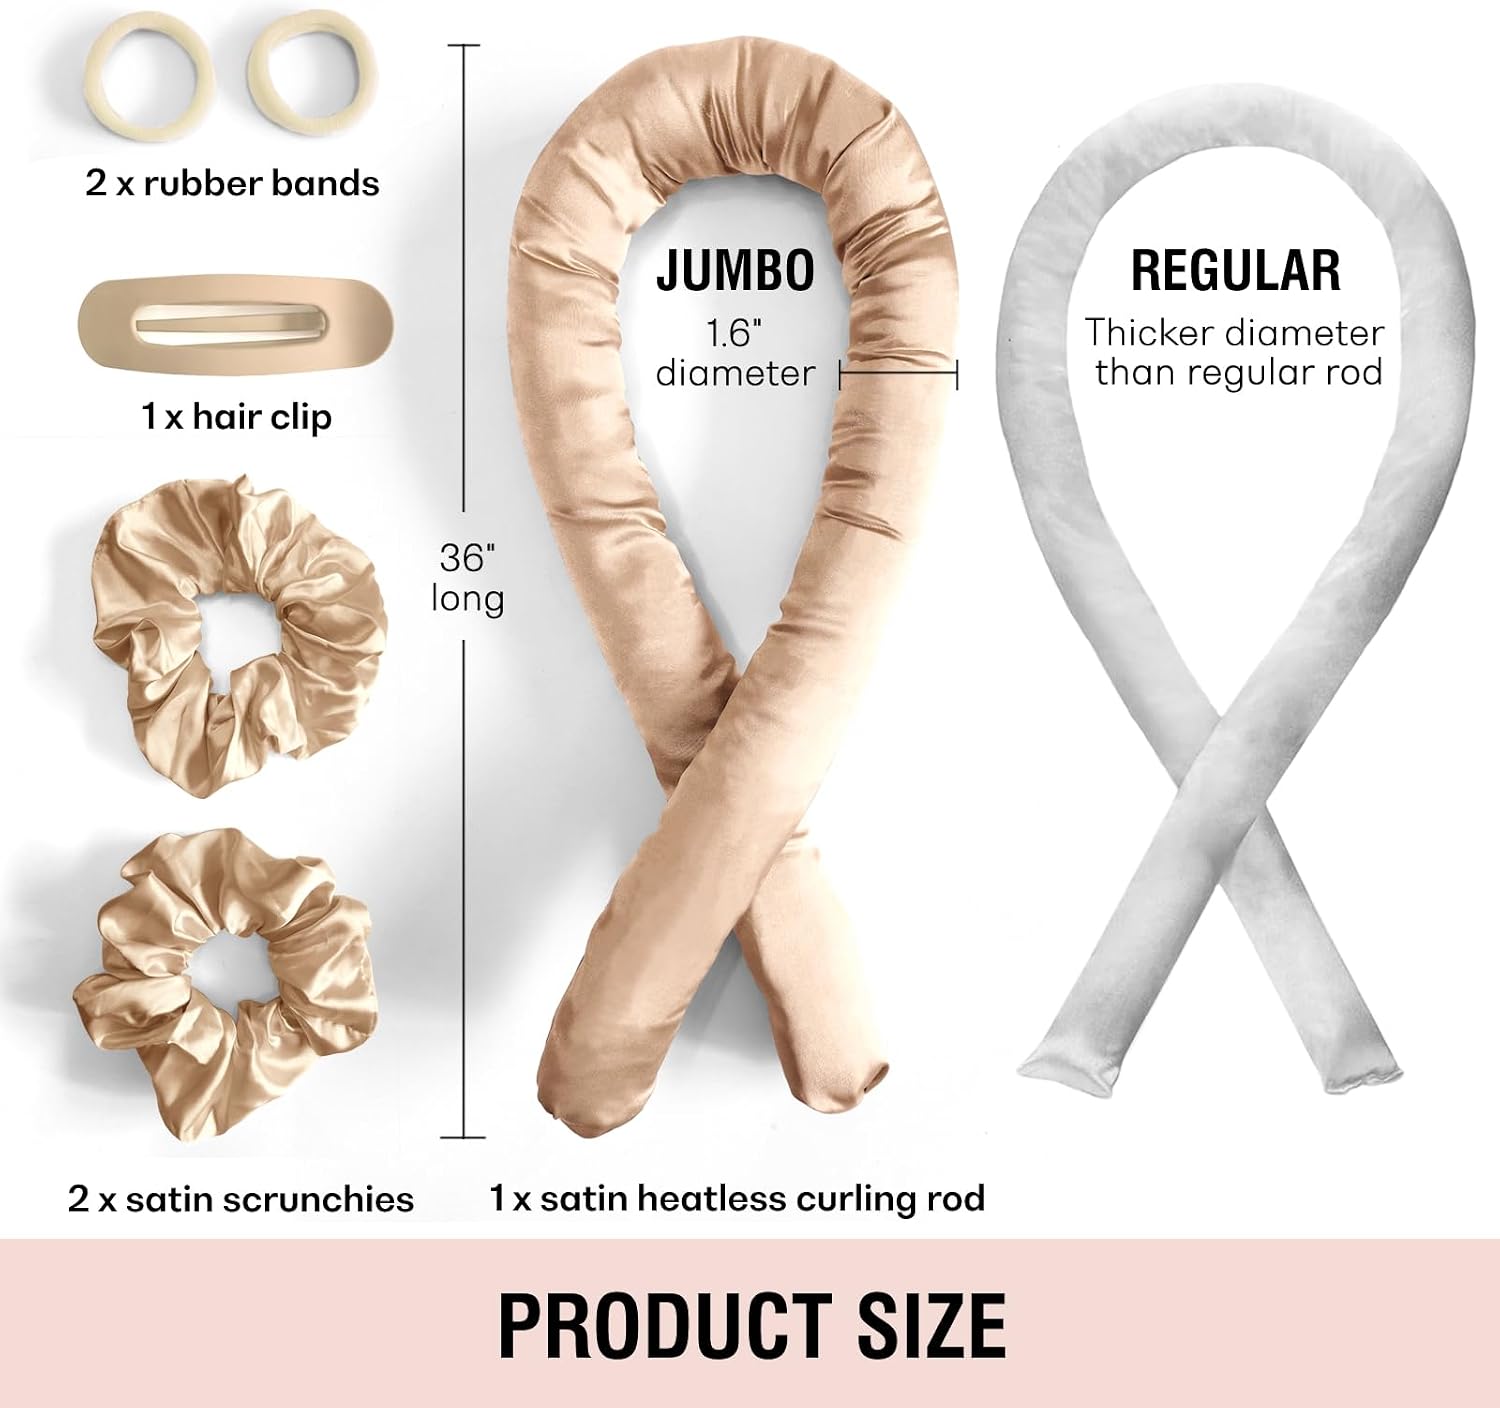 2 x rubber bands
1 x hair clip
2 x satin scrunchies
36"
long
JUMBO
1.6"
diameter
1 x satin heatless curling rod
REGULAR
Thicker diameter
than regular rod
PRODUCT SIZE